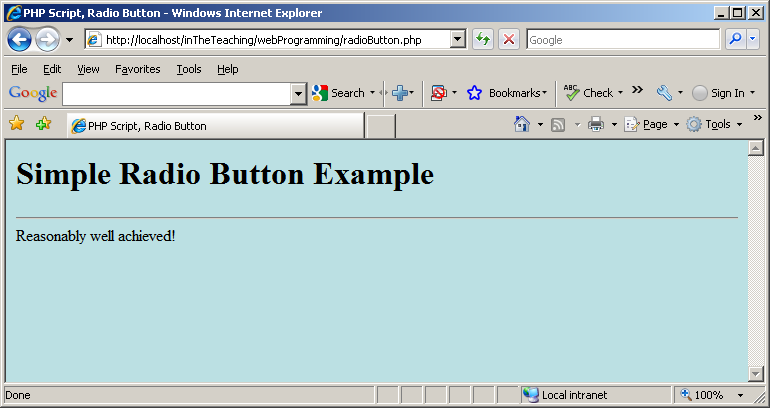 PHP Script, Radio Button - Windows Internet Explorer
http://localhost/inTheTeaching/webProgramming/radioButton.php
Google
File Edit View Favorites Tools Help
Google Search Bookmarks ABC Check » Sign In
PHP Script, Radio Button Page Tools »
Simple Radio Button Example
Reasonably well achieved!
Done Local intranet 100%